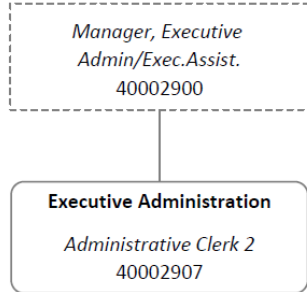 Manager, Executive
Admin/Exec.Assist.
40002900
Executive Administration
Administrative Clerk 2
40002907